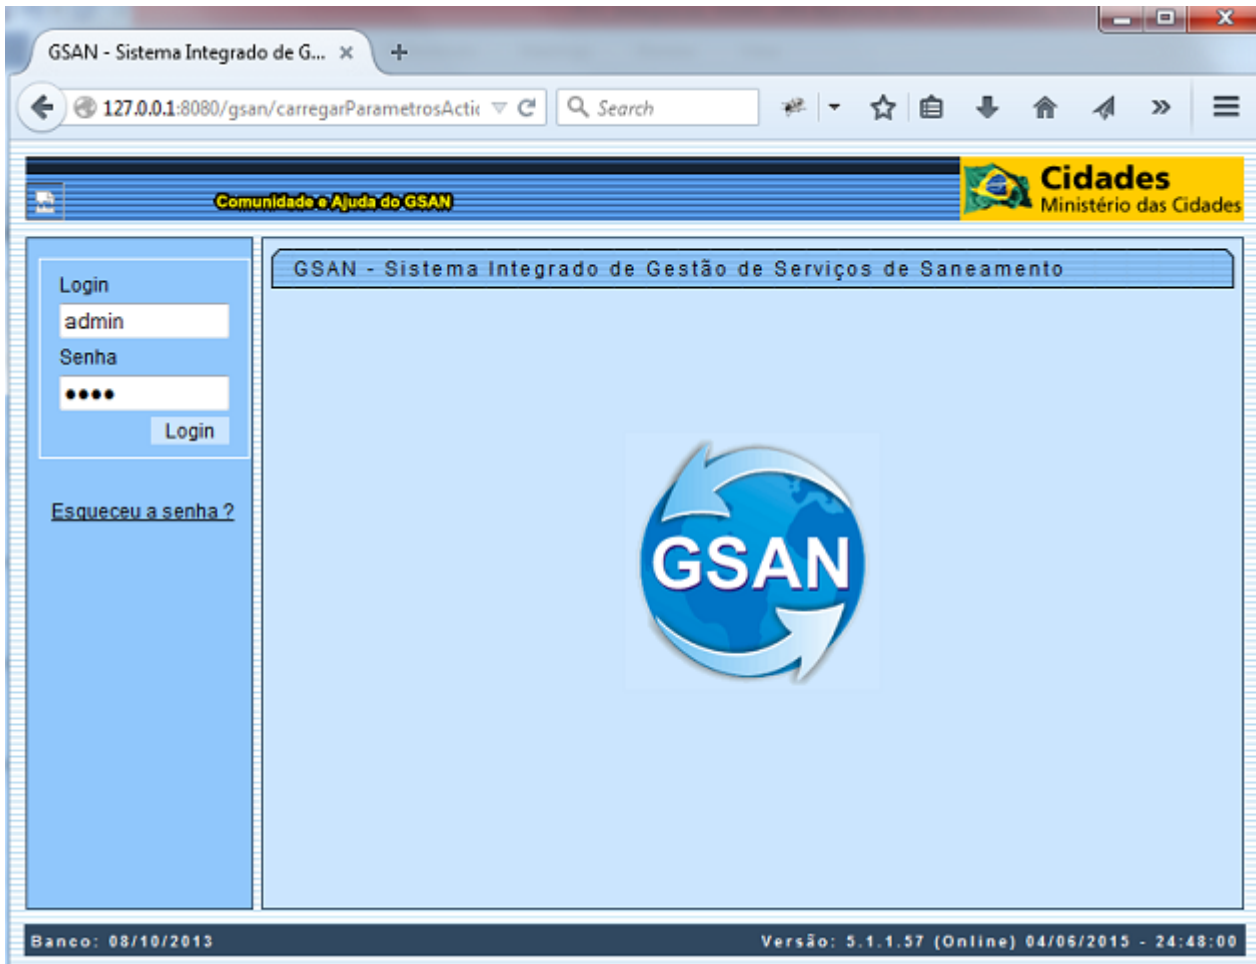 GSAN - Sistema Integrado de G...
127.0.0.1:8080/gsan/carregarParametrosActic
Search
Comunidade e Ajuda do GSAN
Cidades
Ministério das Cidades
GSAN - Sistema Integrado de Gestão de Serviços de Saneamento
Login
admin
Senha
••••
Login
Esqueceu a senha ?
GSAN
Banco: 08/10/2013
Versão: 5.1.1.57 (Online) 04/06/2015 - 24:48:00